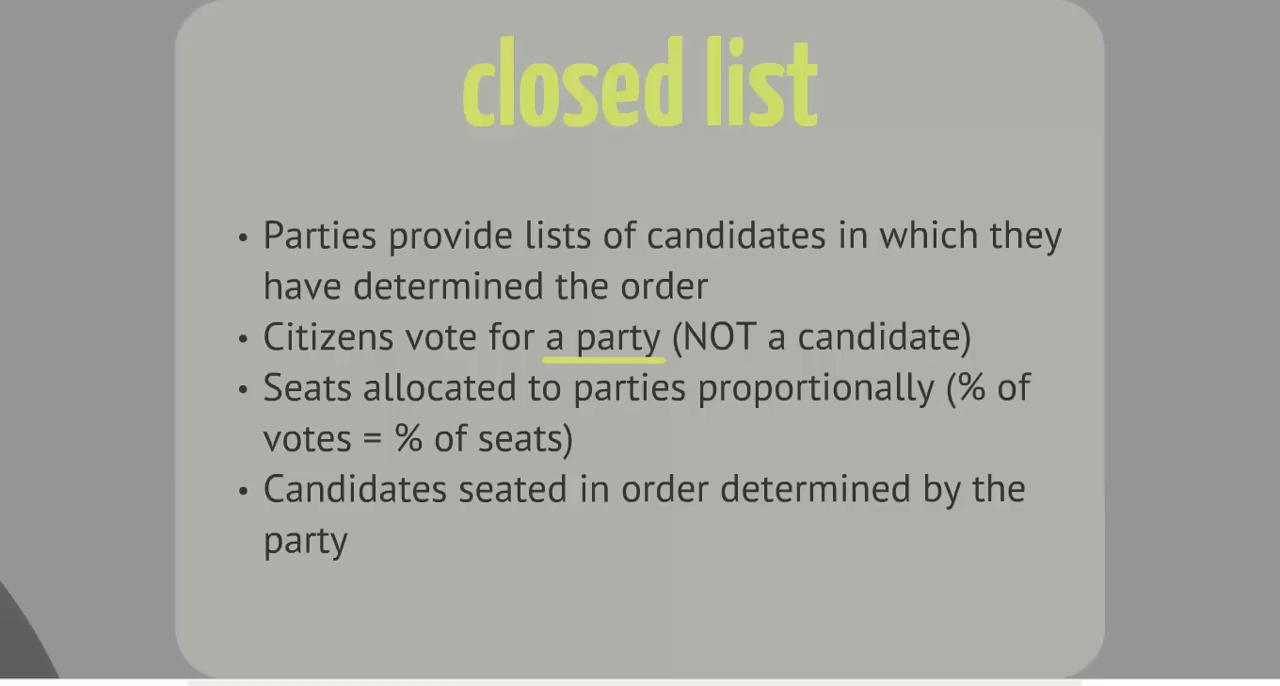 closed list
• Parties provide lists of candidates in which they
have determined the order
• Citizens vote for a party (NOT a candidate)
• Seats allocated to parties proportionally (% of
votes = % of seats)
• Candidates seated in order determined by the
party